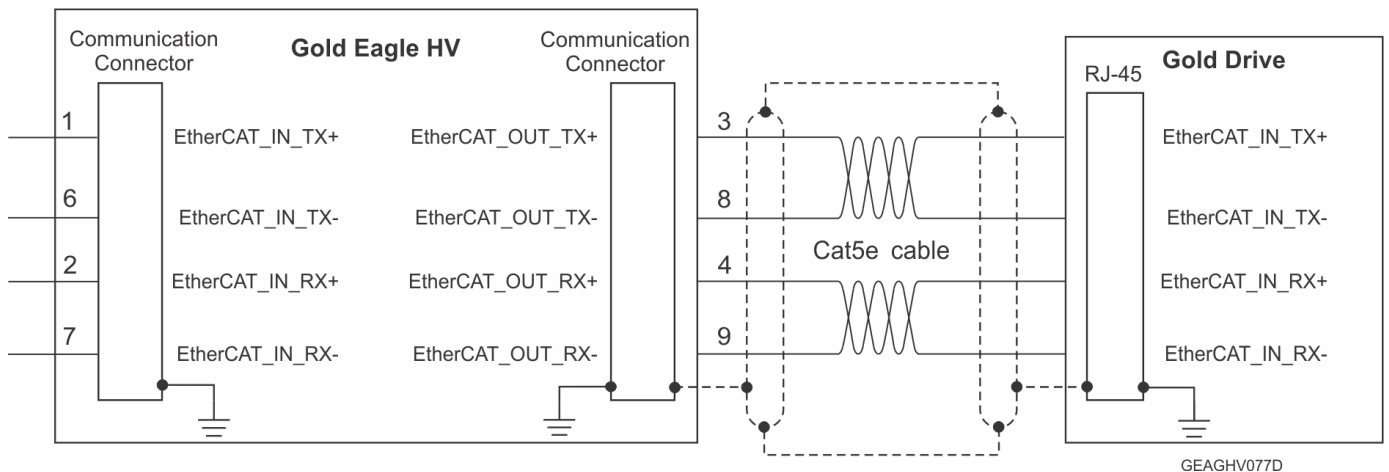 Communication
Connector
Gold Eagle HV
Communication
Connector
Gold Drive
RJ-45
1
EtherCAT_IN_TX+
EtherCAT_OUT_TX+
3
EtherCAT_IN_TX+
6
EtherCAT_IN_TX-
EtherCAT_OUT_TX-
8
EtherCAT_IN_TX-
Cat5e cable
2
EtherCAT_IN_RX+
EtherCAT_OUT_RX+
4
EtherCAT_IN_RX+
7
EtherCAT_IN_RX-
EtherCAT_OUT_RX-
9
EtherCAT_IN_RX-
GEAGHV077D